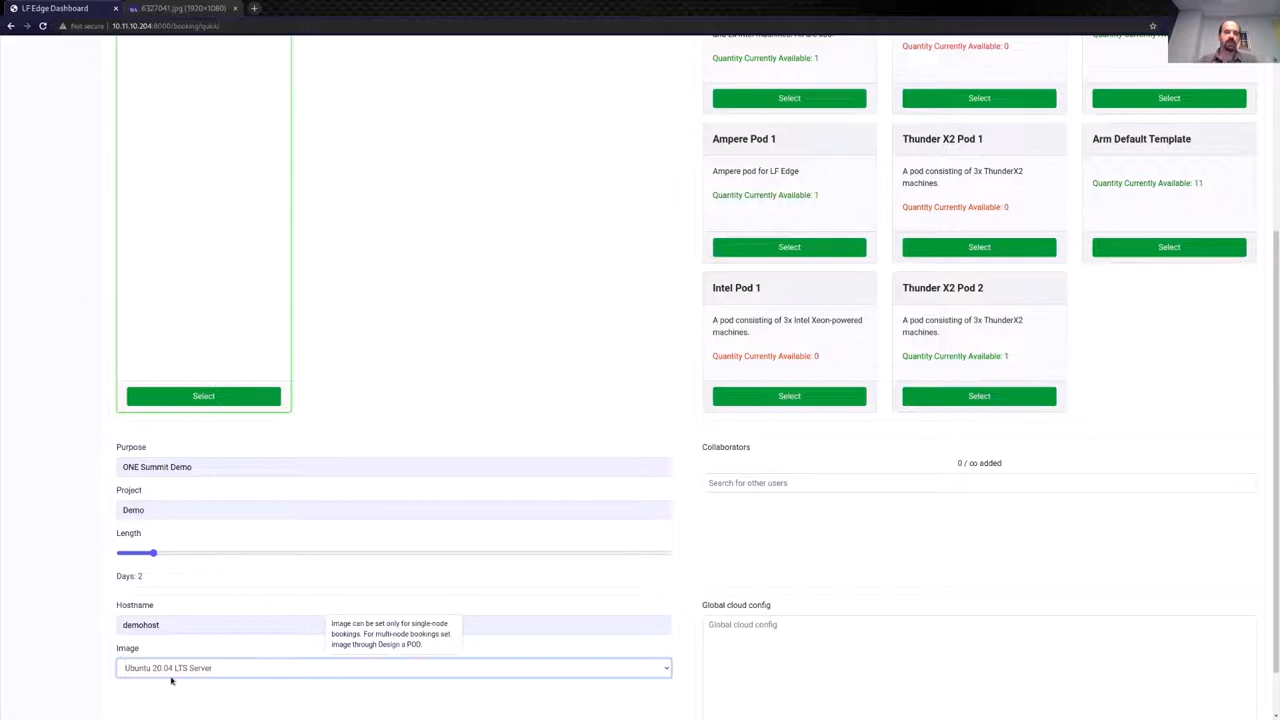 LF Edge Dashboard
6327041.jpg (1920×1080)
Not secure
10.11.10.204:8000/booking/quick/
Quantity Currently Available: 1
Quantity Currently Available: 0
Select
Select
Select
Ampere Pod 1
Ampere pod for LF Edge
Quantity Currently Available: 1
Select
Thunder X2 Pod 1
A pod consisting of 3x ThunderX2
machines.
Quantity Currently Available: 0
Select
Arm Default Template
Quantity Currently Available: 11
Select
Intel Pod 1
A pod consisting of 3x Intel Xeon-powered
machines.
Quantity Currently Available: 0
Select
Thunder X2 Pod 2
A pod consisting of 3x ThunderX2
machines.
Quantity Currently Available: 1
Select
Select
Purpose
ONE Summit Demo
Project
Demo
Length
Days: 2
Hostname
demohost
Image can be set only for single-node
bookings. For multi-node bookings set
image through Design a POD.
Image
Ubuntu 20.04 LTS Server
Collaborators
0 / ∞ added
Search for other users
Global cloud config
Global cloud config